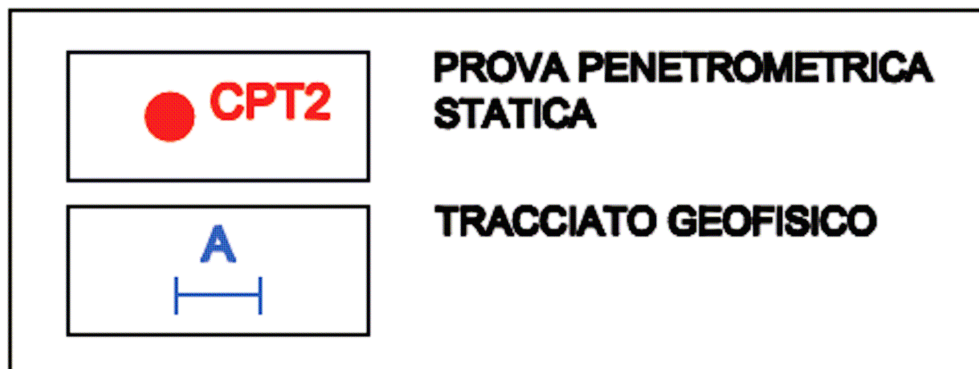 CPT2
PROVA PENETROMETRICA
STATICA
A
TRACCIATO GEOFISICO